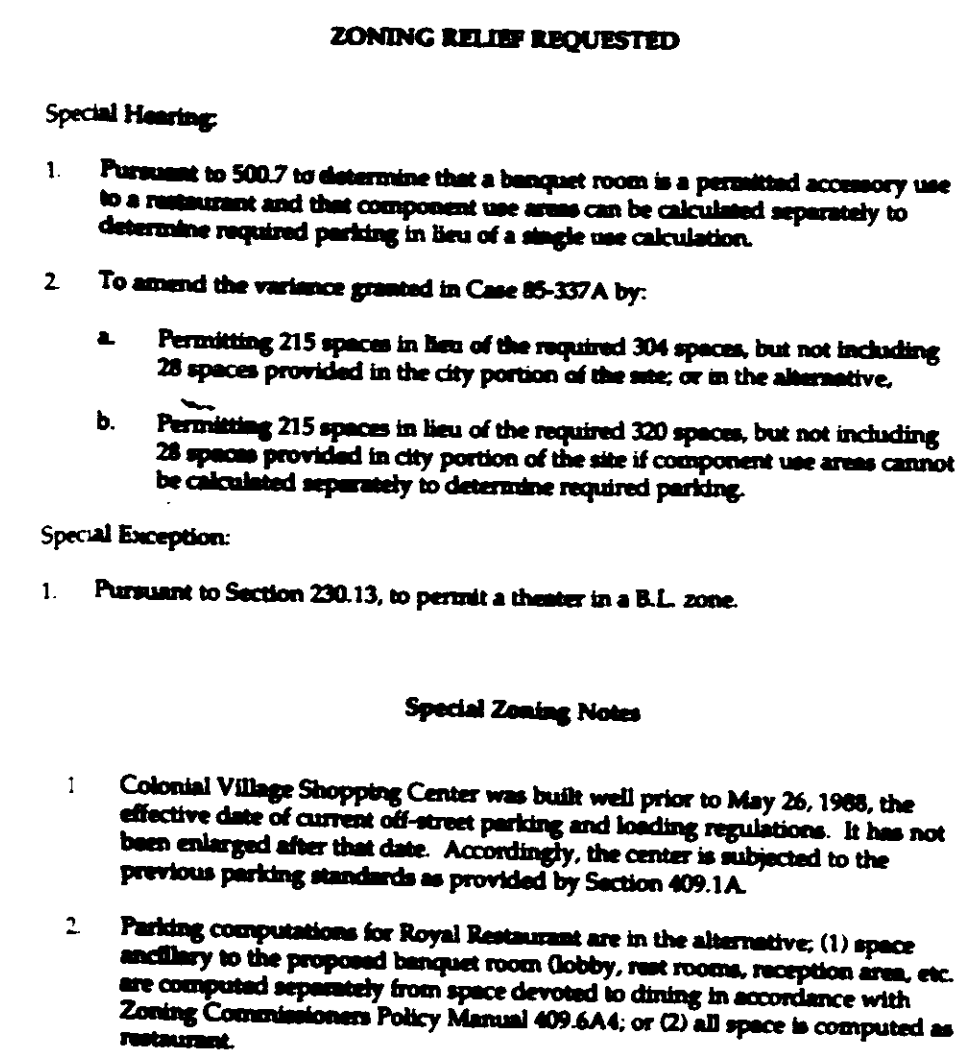 ZONING RELIEF REQUESTED
Special Hearing:
1. Pursuant to 500.7 to determine that a banquet room is a permitted accessory use
to a restaurant and that component use areas can be calculated separately to
determine required parking in lieu of a single use calculation.
2. To amend the variance granted in Case 85-337A by:
a. Permitting 215 spaces in lieu of the required 304 spaces, but not including
28 spaces provided in the city portion of the site; or in the alternative,
b. Permitting 215 spaces in lieu of the required 320 spaces, but not including
28 spaces provided in city portion of the site if component use areas cannot
be calculated separately to determine required parking.
Special Exception:
1. Pursuant to Section 230.13, to permit a theater in a B.L. zone.
Special Zoning Notes
1 Colonial Village Shopping Center was built well prior to May 26, 1988, the
effective date of current off-street parking and loading regulations. It has not
been enlarged after that date. Accordingly, the center is subjected to the
previous parking standards as provided by Section 409.1A.
2. Parking computations for Royal Restaurant are in the alternative; (1) space
ancillary to the proposed banquet room (lobby, rest rooms, reception area, etc.
are computed separately from space devoted to dining in accordance with
Zoning Commissioners Policy Manual 409.6A4; or (2) all space is computed as
restaurant.